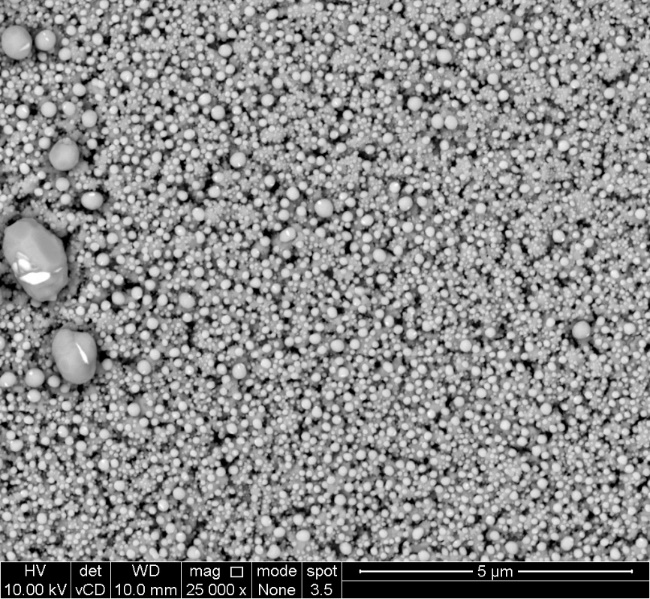 HV det WD mag □ mode spot 5 µm
10.00 kV vCD 10.0 mm 25 000 x None 3.5